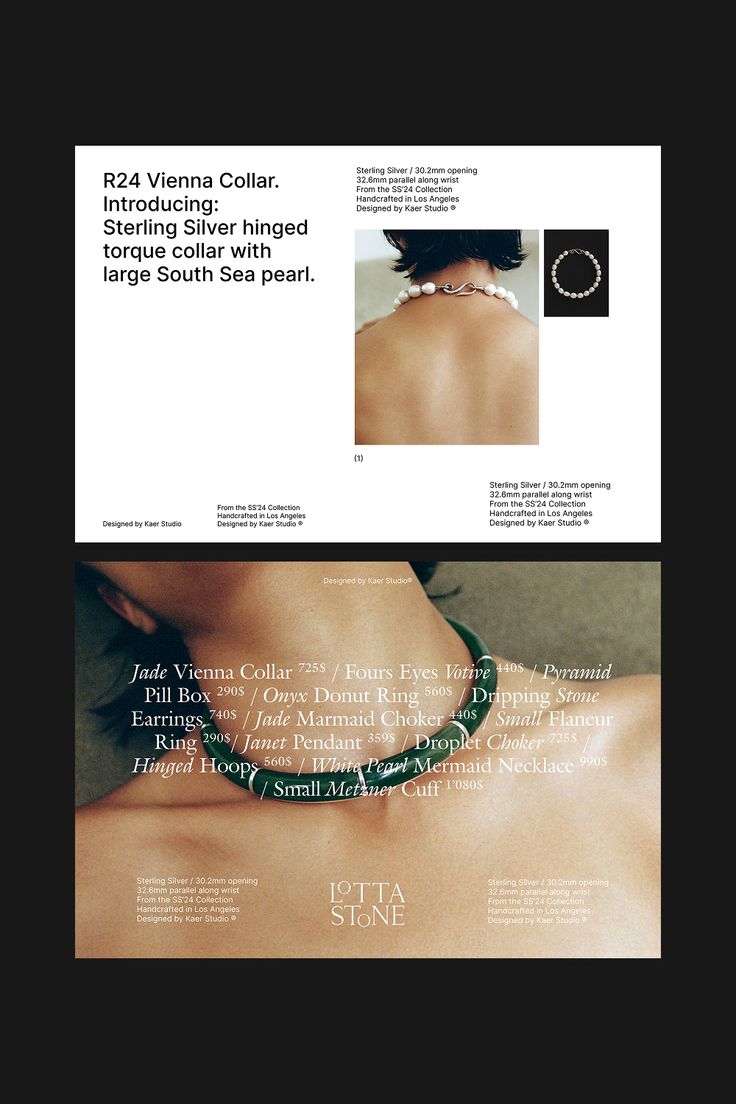 R24 Vienna Collar.
Introducing:
Sterling Silver hinged
torque collar with
large South Sea pearl.
Sterling Silver / 30.2mm opening
32.6mm parallel along wrist
From the SS'24 Collection
Handcrafted in Los Angeles
Designed by Kaer Studio ®
(1)
Designed by Kaer Studio
From the SS'24 Collection
Handcrafted in Los Angeles
Designed by Kaer Studio ®
Sterling Silver / 30.2mm opening
32.6mm parallel along wrist
From the SS'24 Collection
Handcrafted in Los Angeles
Designed by Kaer Studio ®
Designed by Kaer Studio®
Jade Vienna Collar 725$ / Fours Eyes Votive 440$ / Pyramid
Pill Box 290$ / Onyx Donut Ring 560$ / Dripping Stone
Earrings 740$ / Jade Marmaid Choker 440$ / Small Flaneur
Ring 290$ / Janet Pendant 359$ / Droplet Choker 725$ /
Hinged Hoops 560$ / White Pearl Mermaid Necklace 990$
/ Small Metzner Cuff 1'080$
Sterling Silver / 30.2mm opening
32.6mm parallel along wrist
From the SS'24 Collection
Handcrafted in Los Angeles
Designed by Kaer Studio ®
LOTTA
STONE
Sterling Silver / 30.2mm opening
32.6mm parallel along wrist
From the SS'24 Collection
Handcrafted in Los Angeles
Designed by Kaer Studio ®